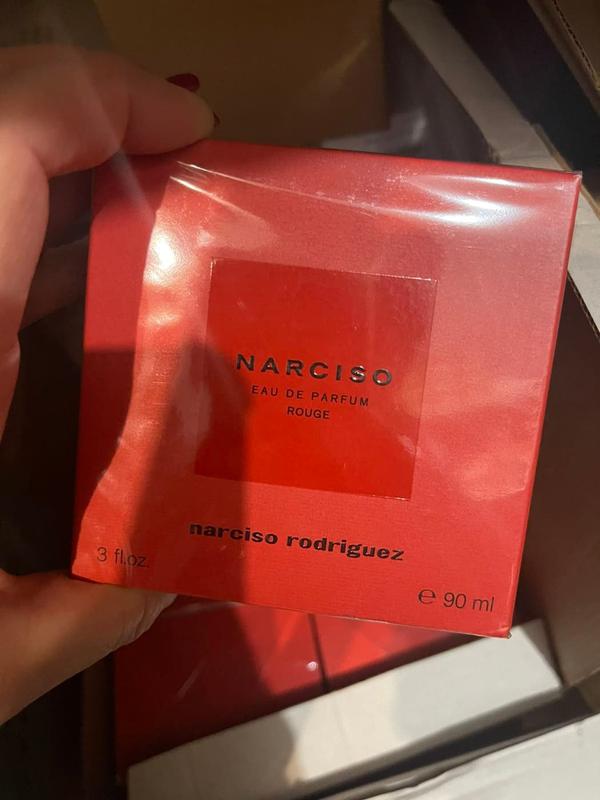 NARCISO
EAU DE PARFUM
ROUGE
narciso rodriguez
3 fl.oz.
℮ 90 ml